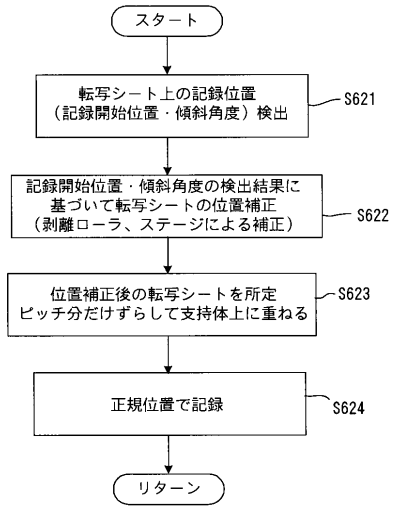 スタート
転写シート上の記録位置
(記録開始位置・傾斜角度)検出
S621
記録開始位置・傾斜角度の検出結果に
基づいて転写シートの位置補正
(剥離ローラ、ステージによる補正)
S622
位置補正後の転写シートを所定
ピッチ分だけずらして支持体上に重ねる
S623
正規位置で記録
S624
リターン